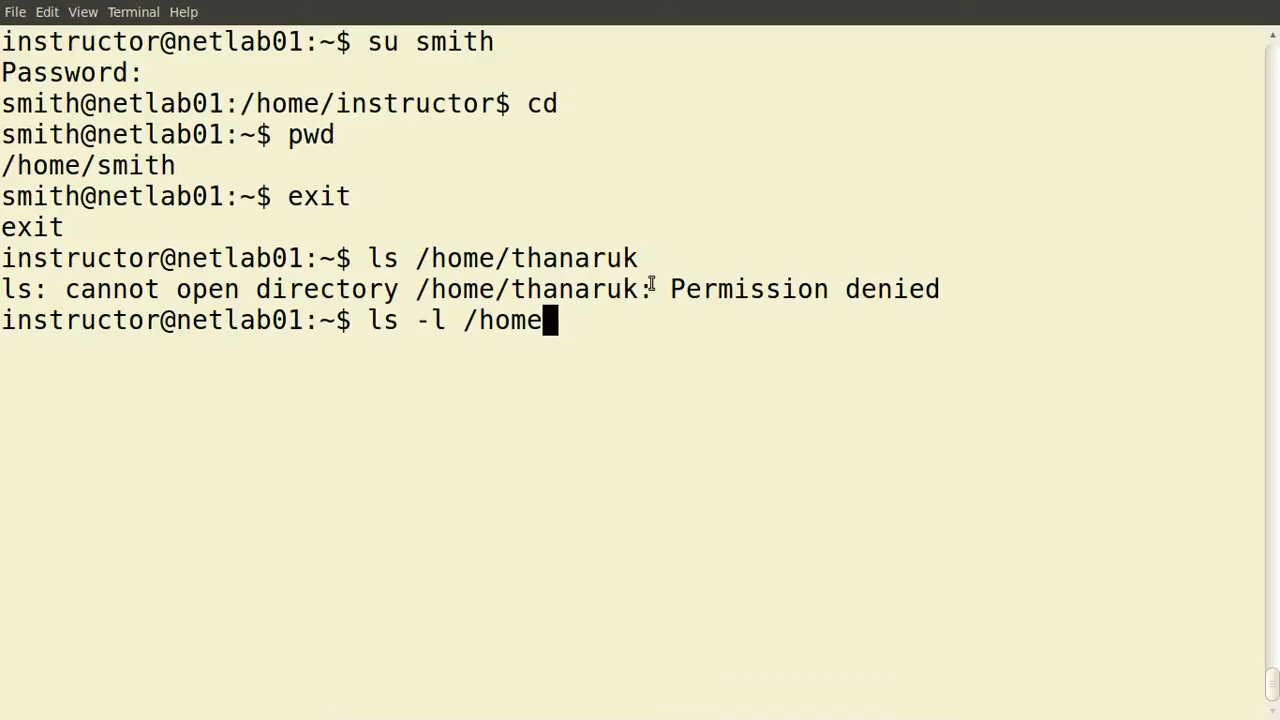 File Edit View Terminal Help
instructor@netlab01:~$ su smith
Password:
smith@netlab01:/home/instructor$ cd
smith@netlab01:~$ pwd
/home/smith
smith@netlab01:~$ exit
exit
instructor@netlab01:~$ ls /home/thanaruk
ls: cannot open directory /home/thanaruk: Permission denied
instructor@netlab01:~$ ls -l /home